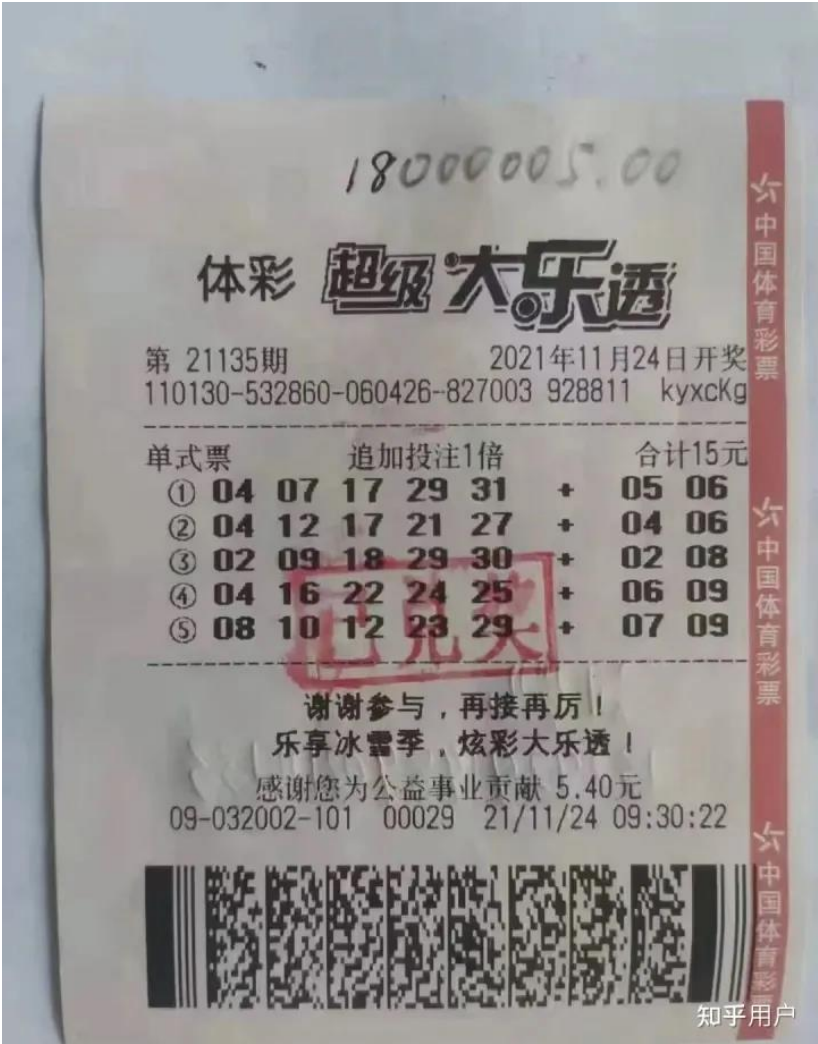 18000005.00
体彩 超级大乐透
第 21135期 2021年11月24日开奖
110130-532860-060426-827003 928811 kyxcKg
单式票 追加投注1倍 合计15元
① 04 07 17 29 31 + 05 06
② 04 12 17 21 27 + 04 06
③ 02 09 18 29 30 + 02 08
④ 04 16 22 24 25 + 06 09
⑤ 08 10 12 23 29 + 07 09
已兑奖
谢谢参与，再接再厉！
乐享冰雪季，炫彩大乐透！
感谢您为公益事业贡献 5.40元
09-032002-101 00029 21/11/24 09:30:22
中国体育彩票
中国体育彩票
中国体育彩票
知乎用户